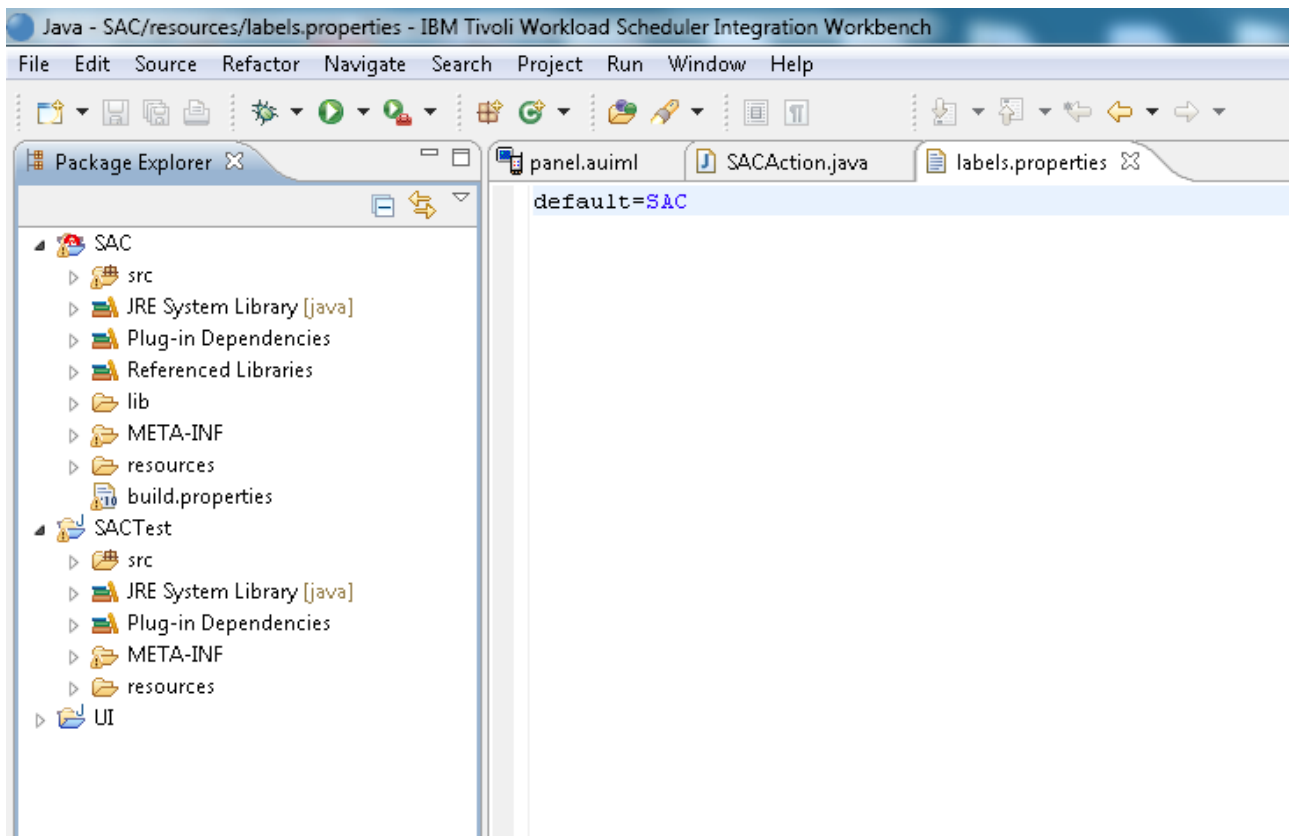 Java - SAC/resources/labels.properties - IBM Tivoli Workload Scheduler Integration Workbench
File Edit Source Refactor Navigate Search Project Run Window Help
Package Explorer
panel.auiml SACAction.java labels.properties
default=SAC
SAC
src
JRE System Library [java]
Plug-in Dependencies
Referenced Libraries
lib
META-INF
resources
build.properties
SACTest
src
JRE System Library [java]
Plug-in Dependencies
META-INF
resources
UI